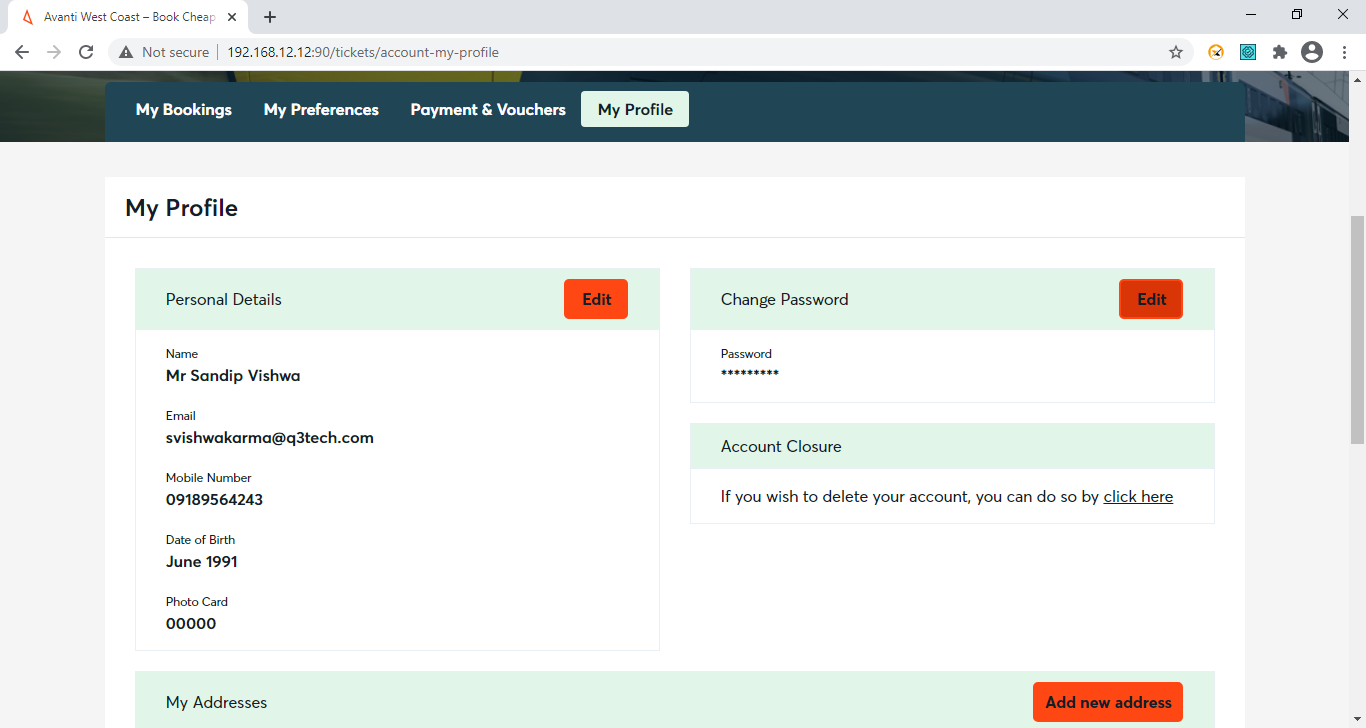 Avanti West Coast – Book Cheap
Not secure
192.168.12.12:90/tickets/account-my-profile
My Bookings
My Preferences
Payment & Vouchers
My Profile
My Profile
Personal Details
Edit
Name
Mr Sandip Vishwa
Email
svishwakarma@q3tech.com
Mobile Number
09189564243
Date of Birth
June 1991
Photo Card
00000
Change Password
Edit
Password
*********
Account Closure
If you wish to delete your account, you can do so by click here
My Addresses
Add new address